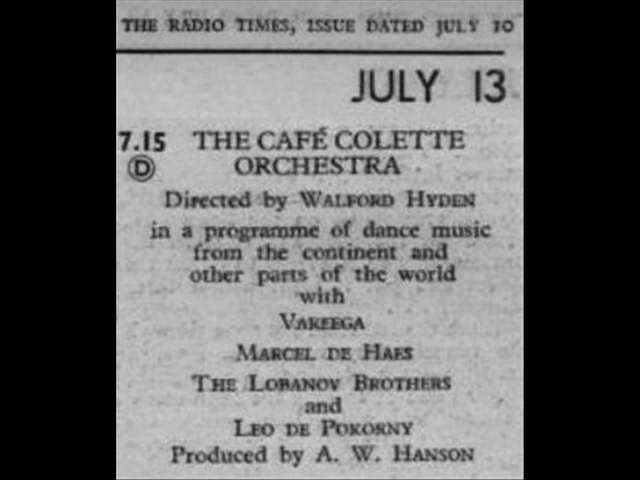 THE RADIO TIMES, ISSUE DATED JULY 10
JULY 13
7.15 THE CAFÉ COLETTE
D ORCHESTRA
Directed by WALFORD HYDEN
in a programme of dance music
from the continent and
other parts of the world
with
VAKEEGA
MARCEL DE HAES
THE LOBANOV BROTHERS
and
LEO DE POKORNY
Produced by A. W. HANSON